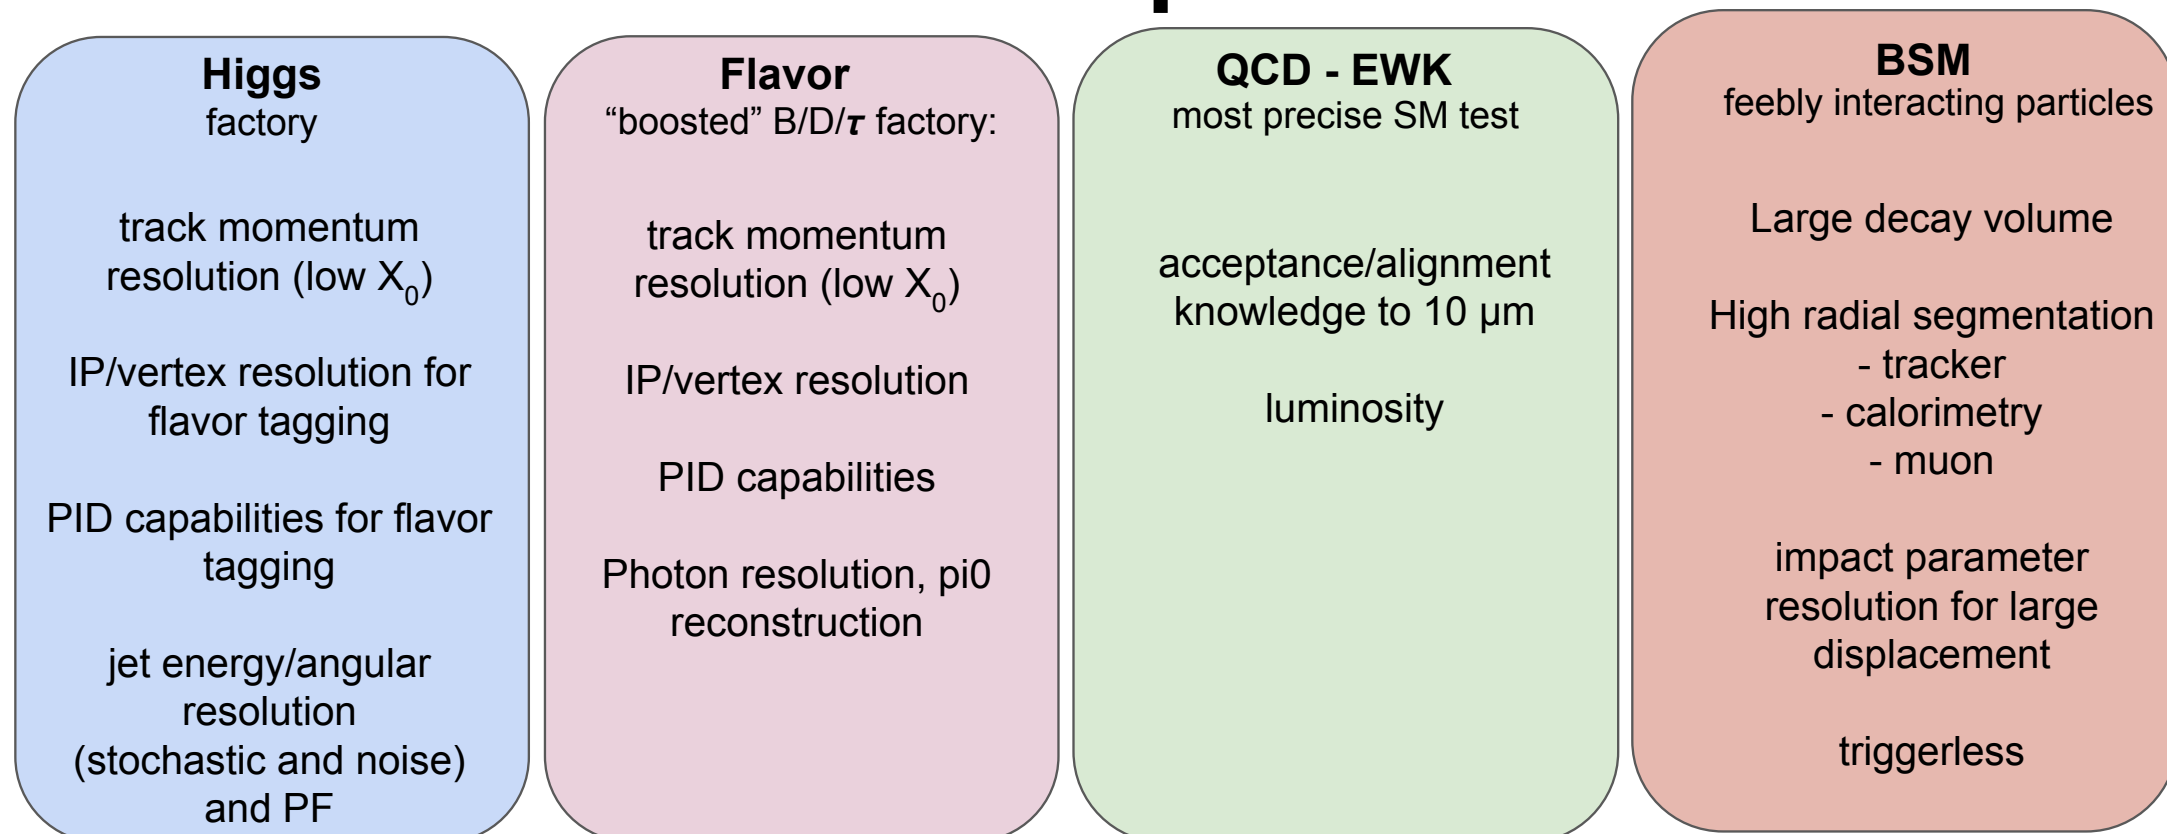 Higgs
factory
track momentum
resolution (low X₀)
IP/vertex resolution for
flavor tagging
PID capabilities for flavor
tagging
jet energy/angular
resolution
(stochastic and noise)
and PF
Flavor
“boosted” B/D/τ factory:
track momentum
resolution (low X₀)
IP/vertex resolution
PID capabilities
Photon resolution, pi0
reconstruction
QCD - EWK
most precise SM test
acceptance/alignment
knowledge to 10 μm
luminosity
BSM
feebly interacting particles
Large decay volume
High radial segmentation
- tracker
- calorimetry
- muon
impact parameter
resolution for large
displacement
triggerless